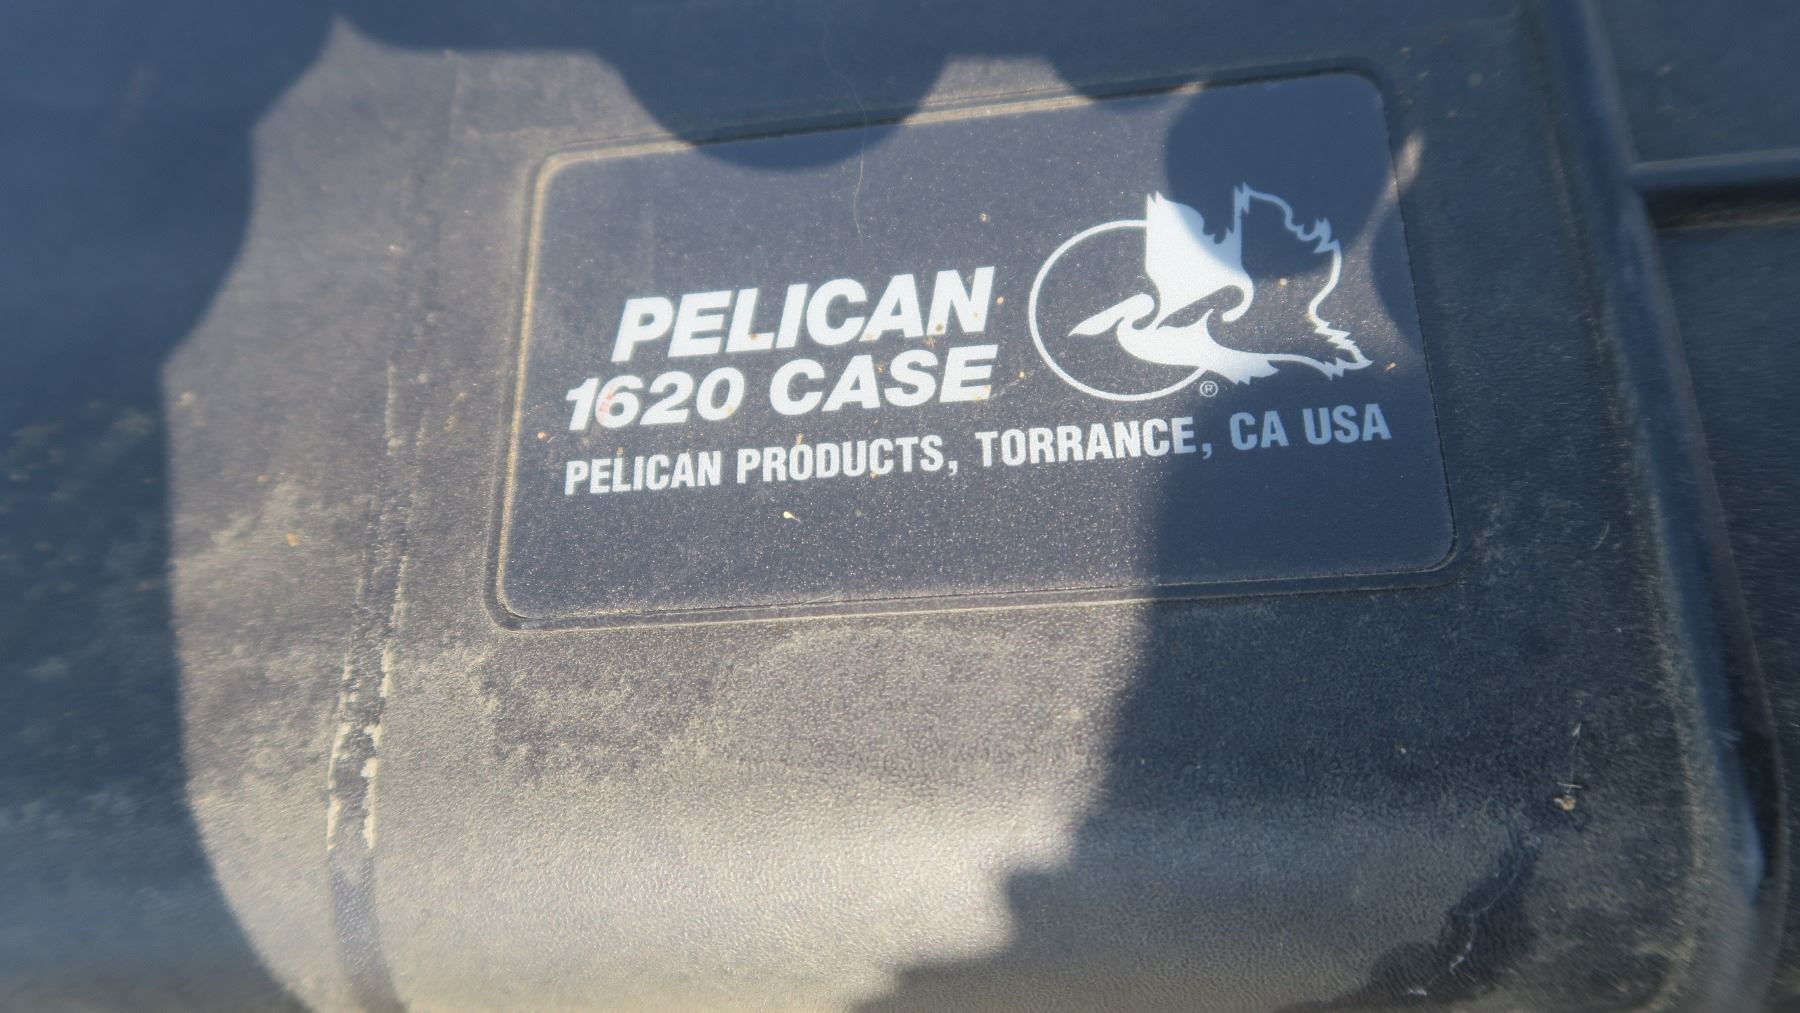 PELICAN
1620 CASE
®
PELICAN PRODUCTS, TORRANCE, CA USA